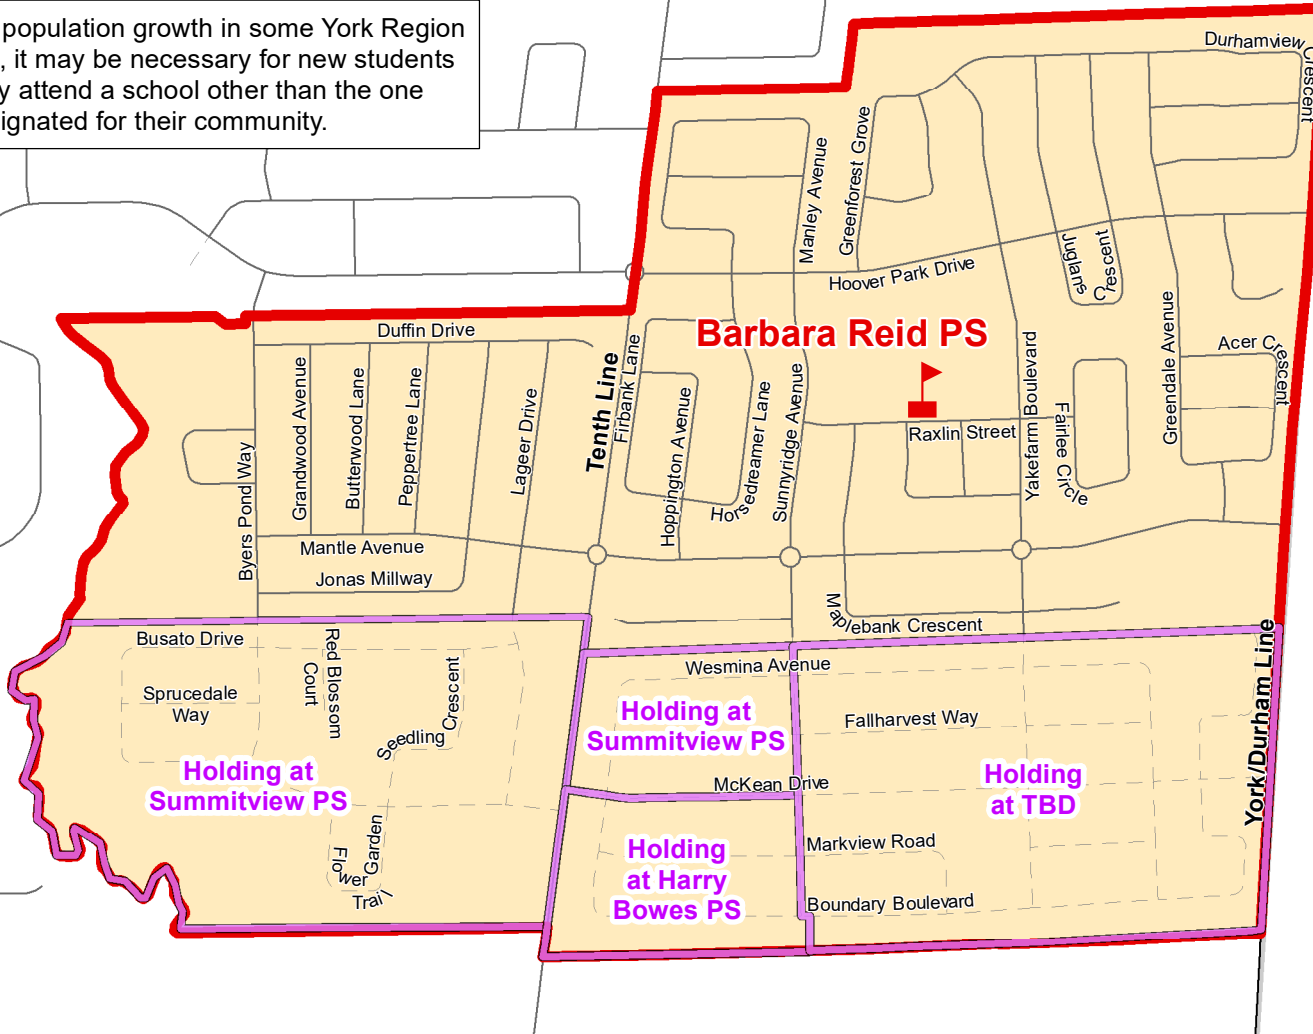 population growth in some York Region
, it may be necessary for new students
y attend a school other than the one
ignated for their community.
Durhamview
Crescent
Manley Avenue
Greenforest Grove
Hoover Park Drive
Juglans
Crescent
Barbara Reid PS
Duffin Drive
Tenth Line
Firbank Lane
Grandwood Avenue
Butterwood Lane
Peppertree Lane
Lageer Drive
Byers Pond Way
Hoppington Avenue
Horsedreamer Lane
Sunnyridge Avenue
Raxlin Street
Yakefarm Boulevard
Fairlee Circle
Greendale Avenue
Acer Crescent
Mantle Avenue
Jonas Millway
Maplebank Crescent
Busato Drive
Red Blossom
Court
Sprucedale
Way
Seedling
Crescent
Wesmina Avenue
Holding at
Summitview PS
Fallharvest Way
York/Durham Line
Holding at
Summitview PS
McKean Drive
Holding
at TBD
Flower
Garden
Trail
Holding
at Harry
Bowes PS
Markview Road
Boundary Boulevard